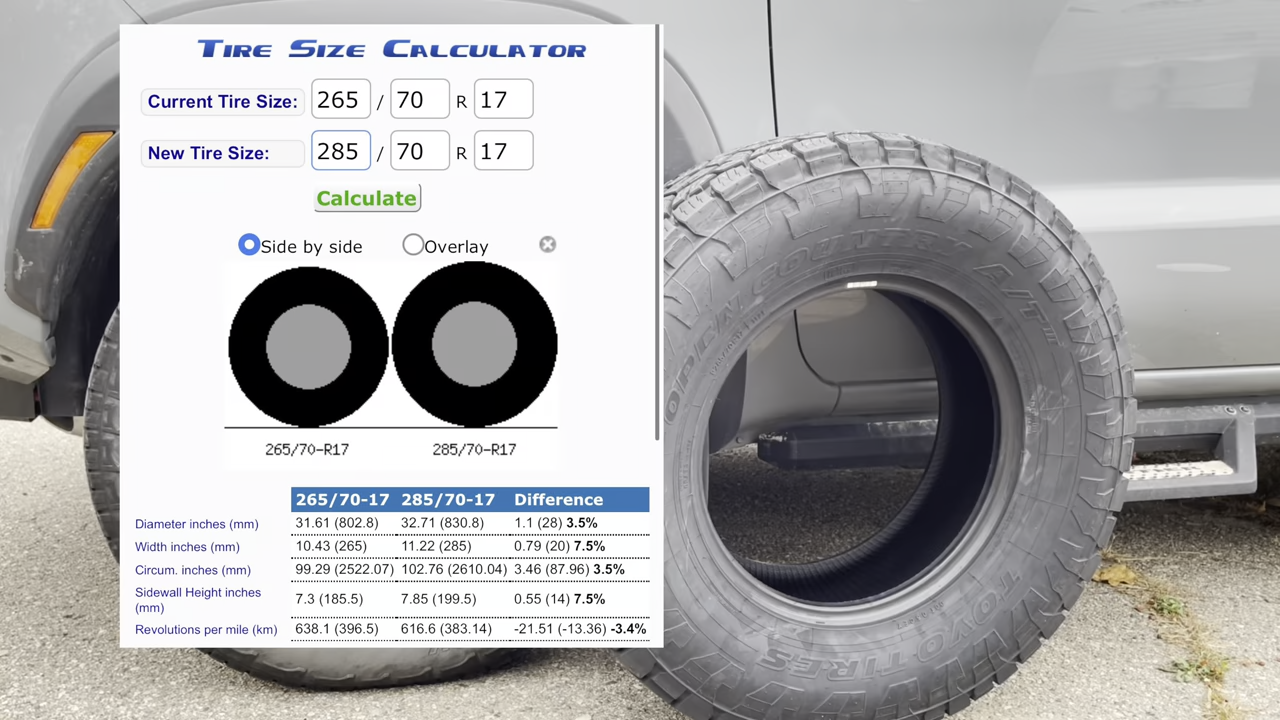 Tire Size Calculator
Current Tire Size: 265 / 70 R 17
New Tire Size: 285 / 70 R 17
Calculate
Side by side Overlay
265/70-R17 285/70-R17
265/70-17 285/70-17 Difference
Diameter inches (mm) 31.61 (802.8) 32.71 (830.8) 1.1 (28) 3.5%
Width inches (mm) 10.43 (265) 11.22 (285) 0.79 (20) 7.5%
Circum. inches (mm) 99.29 (2522.07) 102.76 (2610.04) 3.46 (87.96) 3.5%
Sidewall Height inches
(mm) 7.3 (185.5) 7.85 (199.5) 0.55 (14) 7.5%
Revolutions per mile (km) 638.1 (396.5) 616.6 (383.14) -21.51 (-13.36) -3.4%
COUNTRY A/T III
TOYO TIRES